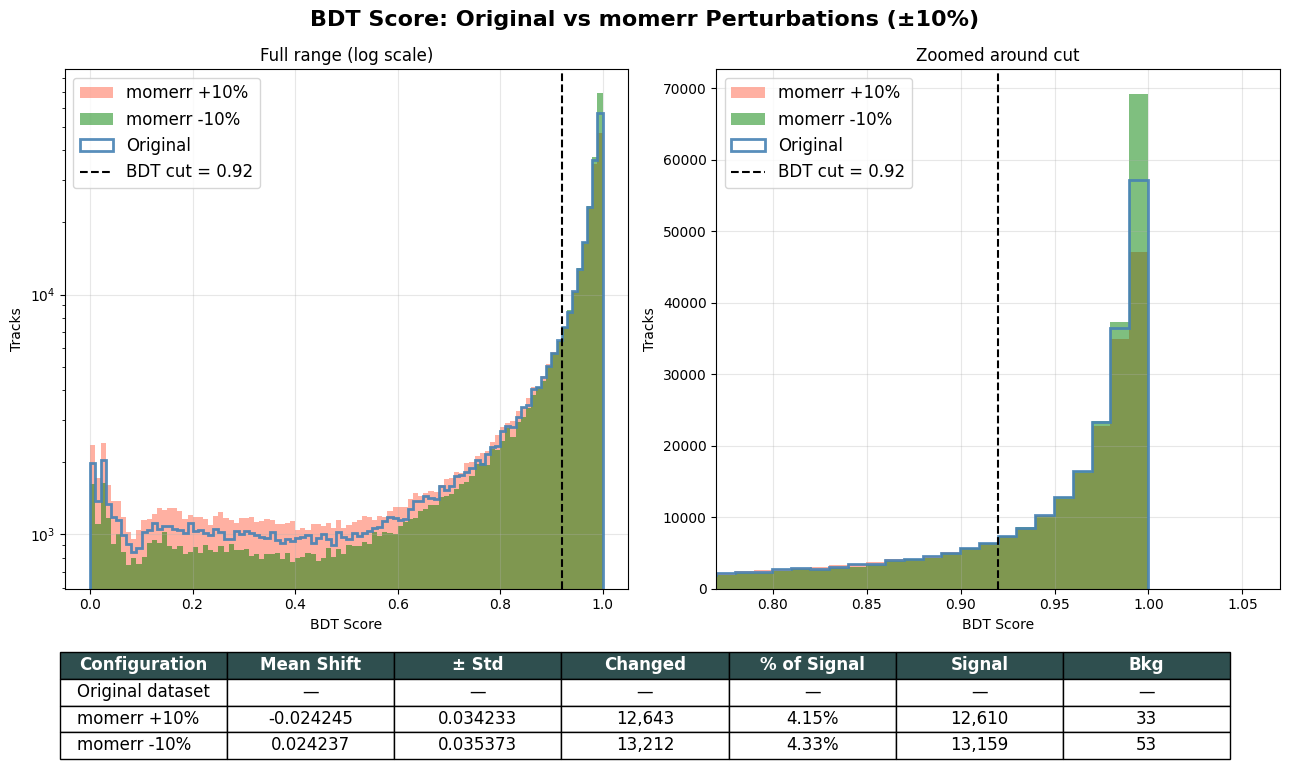 BDT Score: Original vs momerr Perturbations (±10%)
Full range (log scale)
momerr +10%
momerr -10%
Original
BDT cut = 0.92
10⁴
10³
Tracks
0.0 0.2 0.4 0.6 0.8 1.0
BDT Score
Zoomed around cut
momerr +10%
momerr -10%
Original
BDT cut = 0.92
70000
60000
50000
40000
30000
20000
10000
0
Tracks
0.80 0.85 0.90 0.95 1.00 1.05
BDT Score
Configuration Mean Shift ± Std Changed % of Signal Signal Bkg
Original dataset — — — — — —
momerr +10% -0.024245 0.034233 12,643 4.15% 12,610 33
momerr -10% 0.024237 0.035373 13,212 4.33% 13,159 53